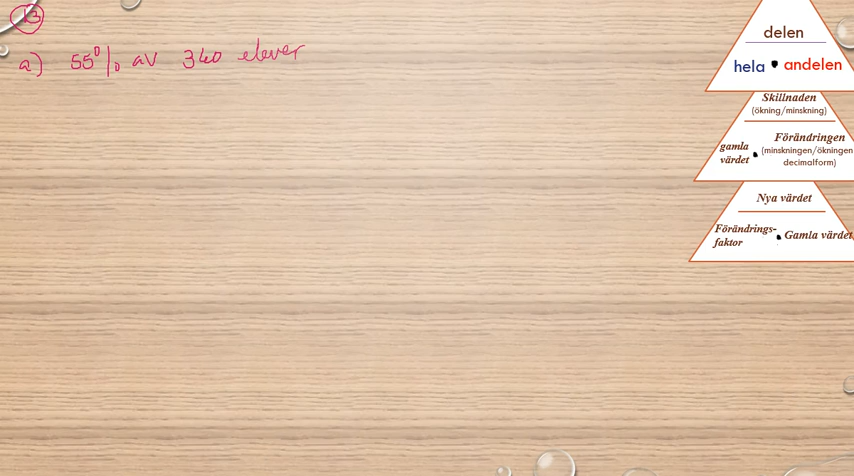 13
a) 55% av 340 elever
delen
hela • andelen
Skillnaden
(ökning/minskning)
gamla värdet • Förändringen
(minskningen/ökningen
decimalform)
Nya värdet
Förändrings-
faktor • Gamla värdet